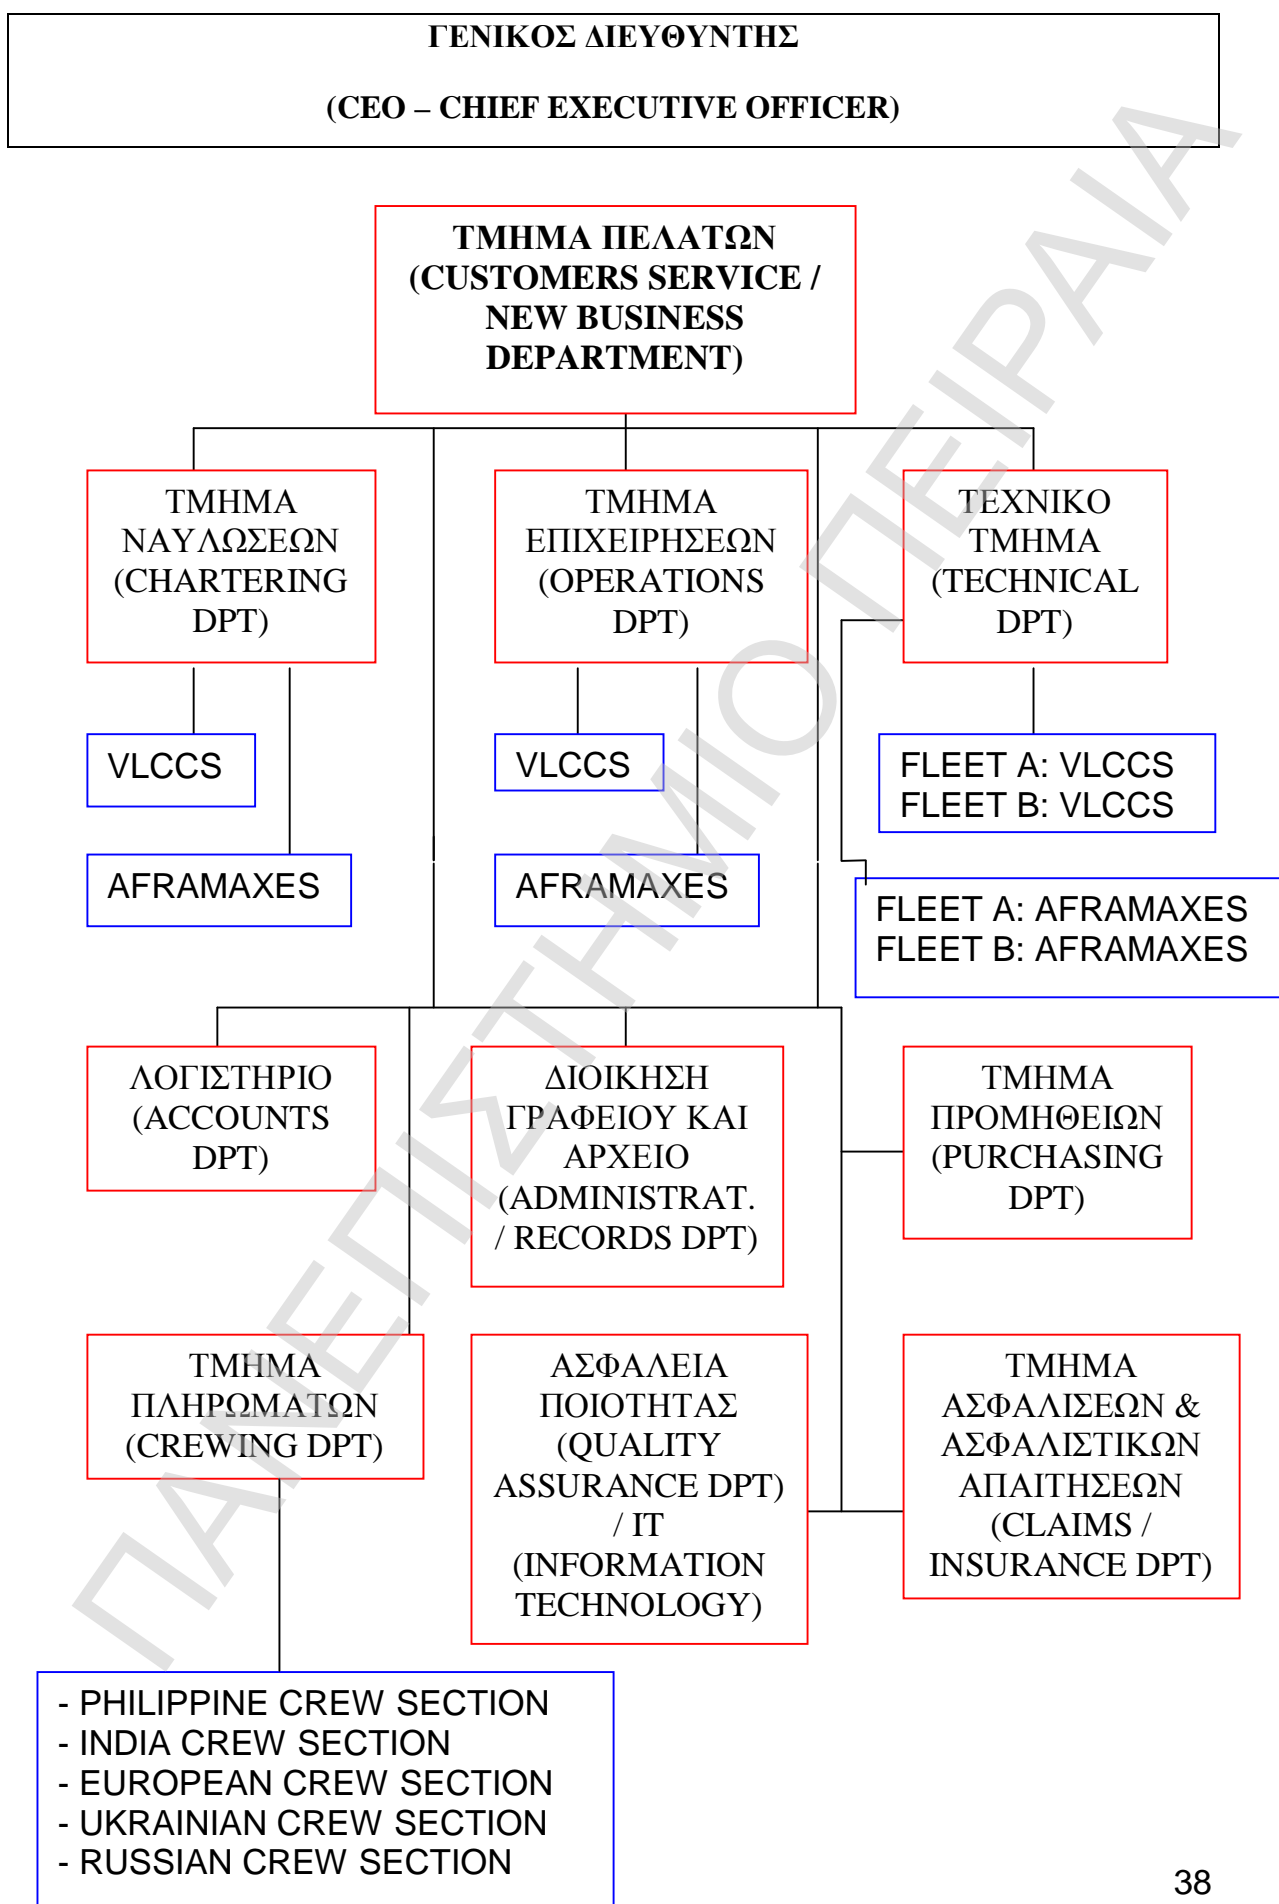 ΓΕΝΙΚΟΣ ΔΙΕΥΘΥΝΤΗΣ
(CEO – CHIEF EXECUTIVE OFFICER)
ΤΜΗΜΑ ΠΕΛΑΤΩΝ
(CUSTOMERS SERVICE /
NEW BUSINESS
DEPARTMENT)
ΤΜΗΜΑ
ΝΑΥΛΩΣΕΩΝ
(CHARTERING
DPT)
ΤΜΗΜΑ
ΕΠΙΧΕΙΡΗΣΕΩΝ
(OPERATIONS
DPT)
ΤΕΧΝΙΚΟ
ΤΜΗΜΑ
(TECHNICAL
DPT)
VLCCS
VLCCS
FLEET A: VLCCS
FLEET B: VLCCS
AFRAMAXES
AFRAMAXES
FLEET A: AFRAMAXES
FLEET B: AFRAMAXES
ΛΟΓΙΣΤΗΡΙΟ
(ACCOUNTS
DPT)
ΔΙΟΙΚΗΣΗ
ΓΡΑΦΕΙΟΥ ΚΑΙ
ΑΡΧΕΙΟ
(ADMINISTRAT.
/ RECORDS DPT)
ΤΜΗΜΑ
ΠΡΟΜΗΘΕΙΩΝ
(PURCHASING
DPT)
ΤΜΗΜΑ
ΠΛΗΡΩΜΑΤΩΝ
(CREWING DPT)
ΑΣΦΑΛΕΙΑ
ΠΟΙΟΤΗΤΑΣ
(QUALITY
ASSURANCE DPT)
/ IT
(INFORMATION
TECHNOLOGY)
ΤΜΗΜΑ
ΑΣΦΑΛΙΣΕΩΝ &
ΑΣΦΑΛΙΣΤΙΚΩΝ
ΑΠΑΙΤΗΣΕΩΝ
(CLAIMS /
INSURANCE DPT)
- PHILIPPINE CREW SECTION
- INDIA CREW SECTION
- EUROPEAN CREW SECTION
- UKRAINIAN CREW SECTION
- RUSSIAN CREW SECTION
38
ΠΑΝΕΠΙΣΤΗΜΙΟ ΠΕΙΡΑΙΑ